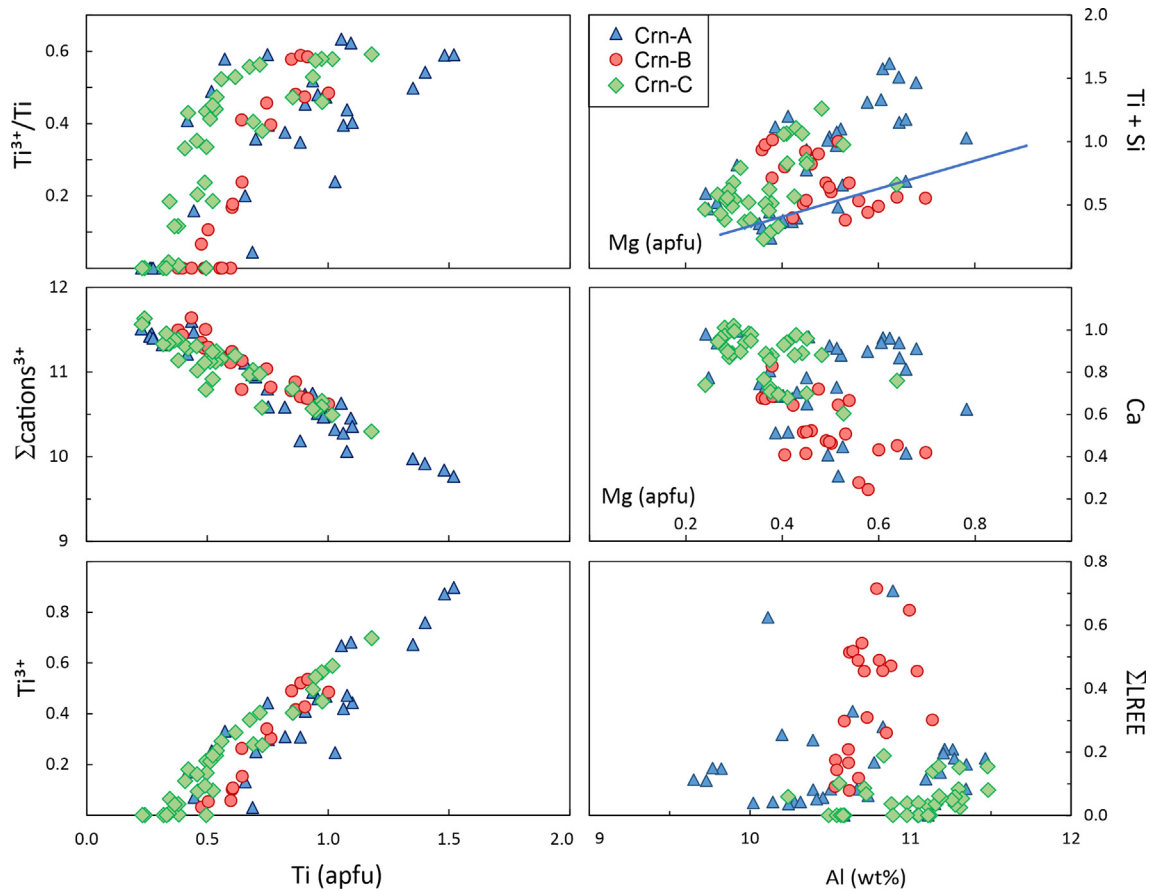 Ti³⁺/Ti
0.6
0.4
0.2
Crn-A
Crn-B
Crn-C
Mg (apfu)
2.0
1.5
1.0
0.5
Ti + Si
Σcations³⁺
12
11
10
9
Mg (apfu)
0.2 0.4 0.6 0.8
1.0
0.8
0.6
0.4
0.2
Ca
Ti³⁺
0.8
0.6
0.4
0.2
0.0 0.5 1.0 1.5 2.0
Ti (apfu)
0.8
0.6
0.4
0.2
ΣLREE
9 10 11 12
Al (wt%)